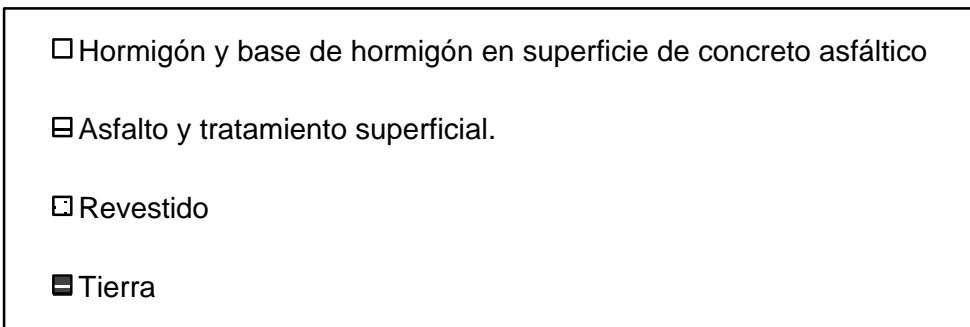 Hormigón y base de hormigón en superficie de concreto asfáltico
Asfalto y tratamiento superficial.
Revestido
Tierra